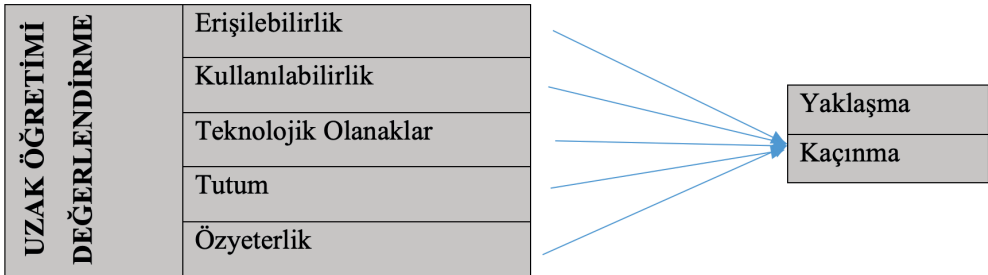 UZAK ÖĞRETİMİ
DEĞERLENDİRME
Erişilebilirlik
Kullanılabilirlik
Teknolojik Olanaklar
Tutum
Özyeterlik
Yaklaşma
Kaçınma